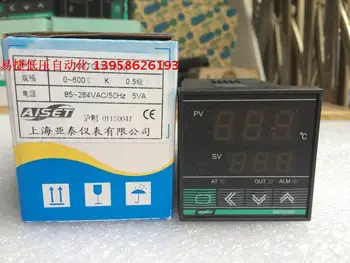 易捷低压自动化 13958626193
规格 0~600℃ K 0.5级
电源 85~264VAC/50Hz 5VA
AISET 沪制 01120047
上海亚泰仪表有限公司
PV
℃
SV
AT OUT ALM